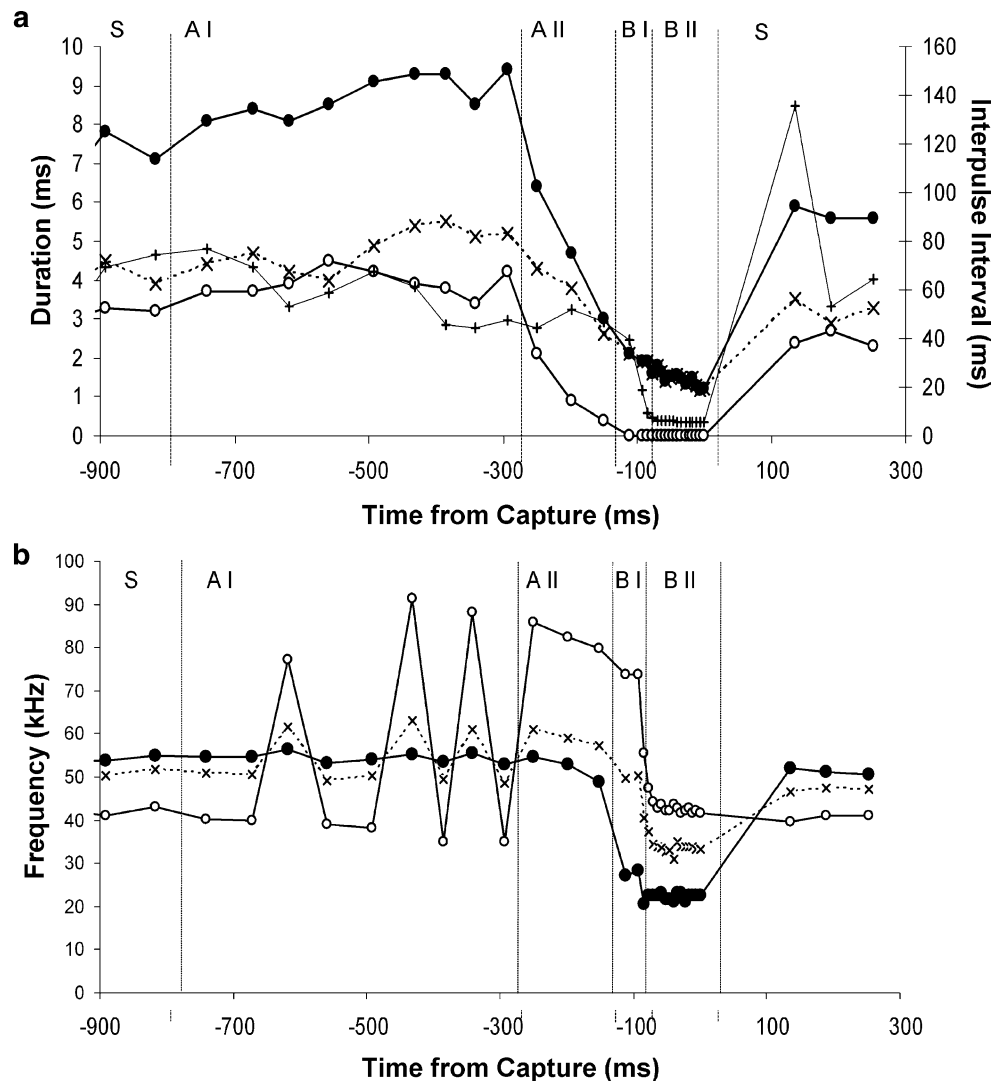 a
S A I A II B I B II S
10 160
9 140
8 120
7
6 100
5 80
4 60
3
2 40
1 20
0 0
Duration (ms)
Interpulse Interval (ms)
-900 -700 -500 -300 -100 100 300
Time from Capture (ms)
b
S A I A II B I B II
100
90
80
70
60
50
40
30
20
10
0
Frequency (kHz)
-900 -700 -500 -300 -100 100 300
Time from Capture (ms)